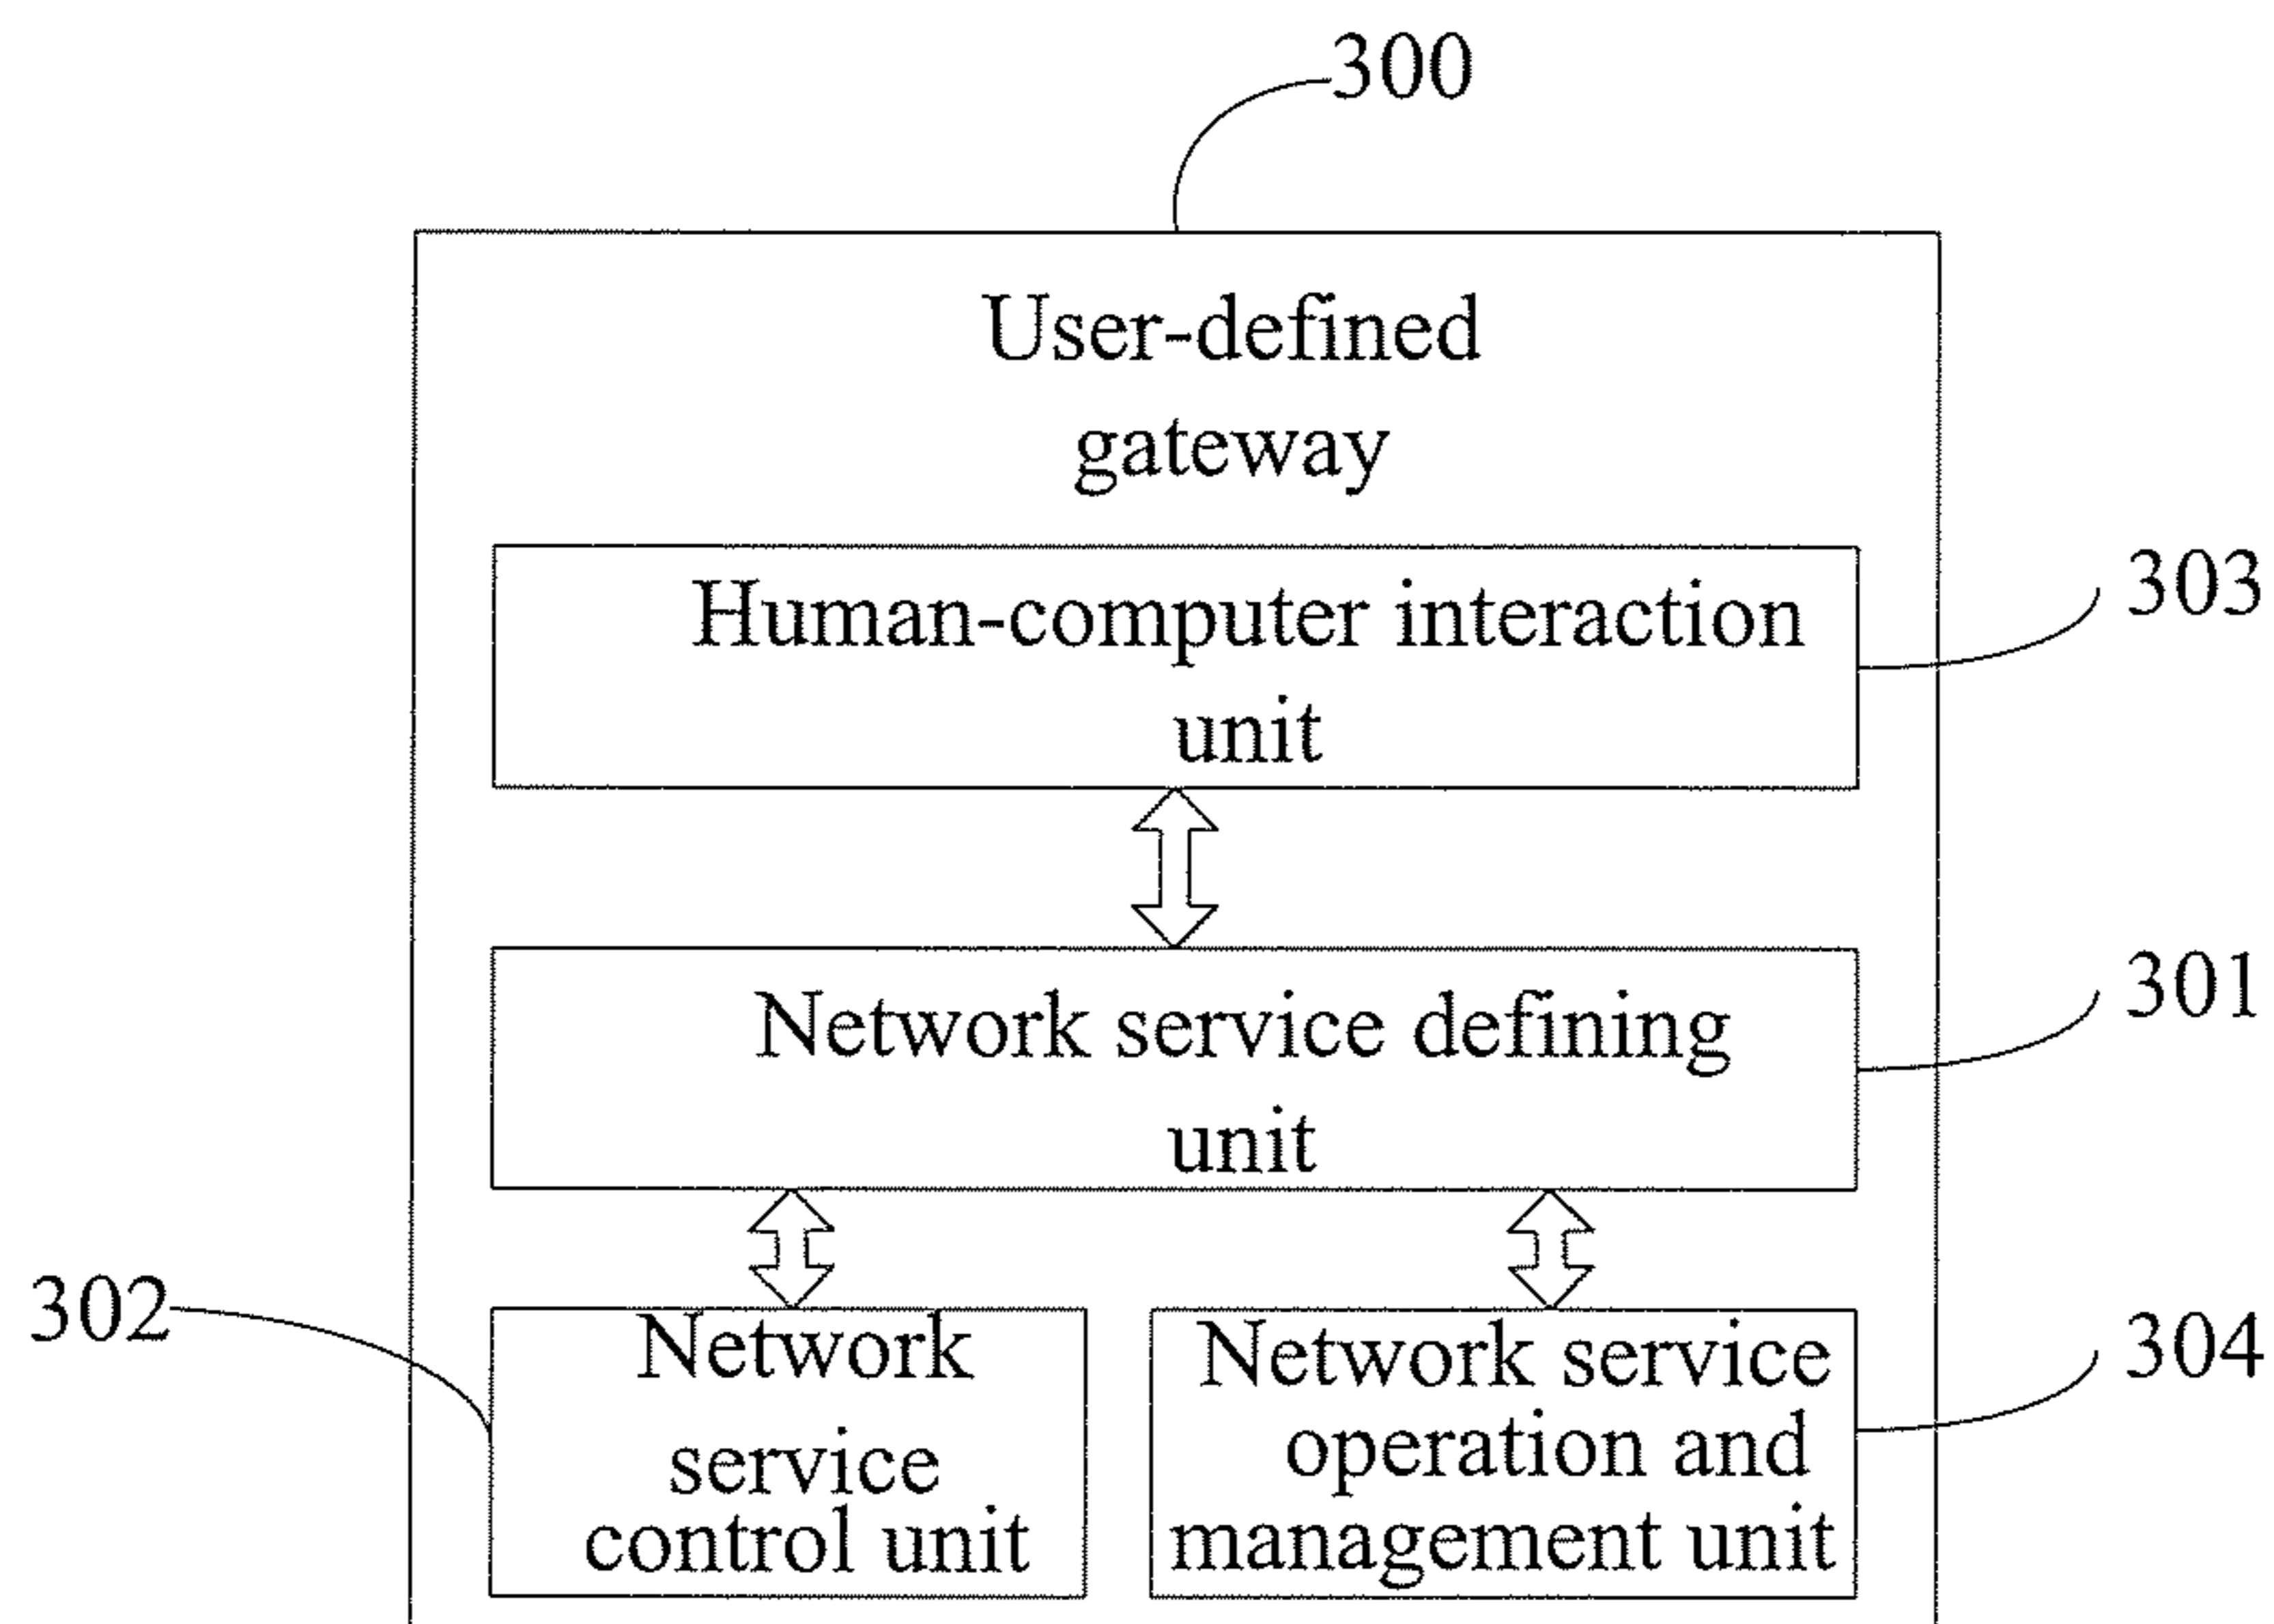 300
User-defined
gateway
Human-computer interaction
unit
303
Network service defining
unit
301
302
Network
service
control unit
Network service
operation and
management unit
304